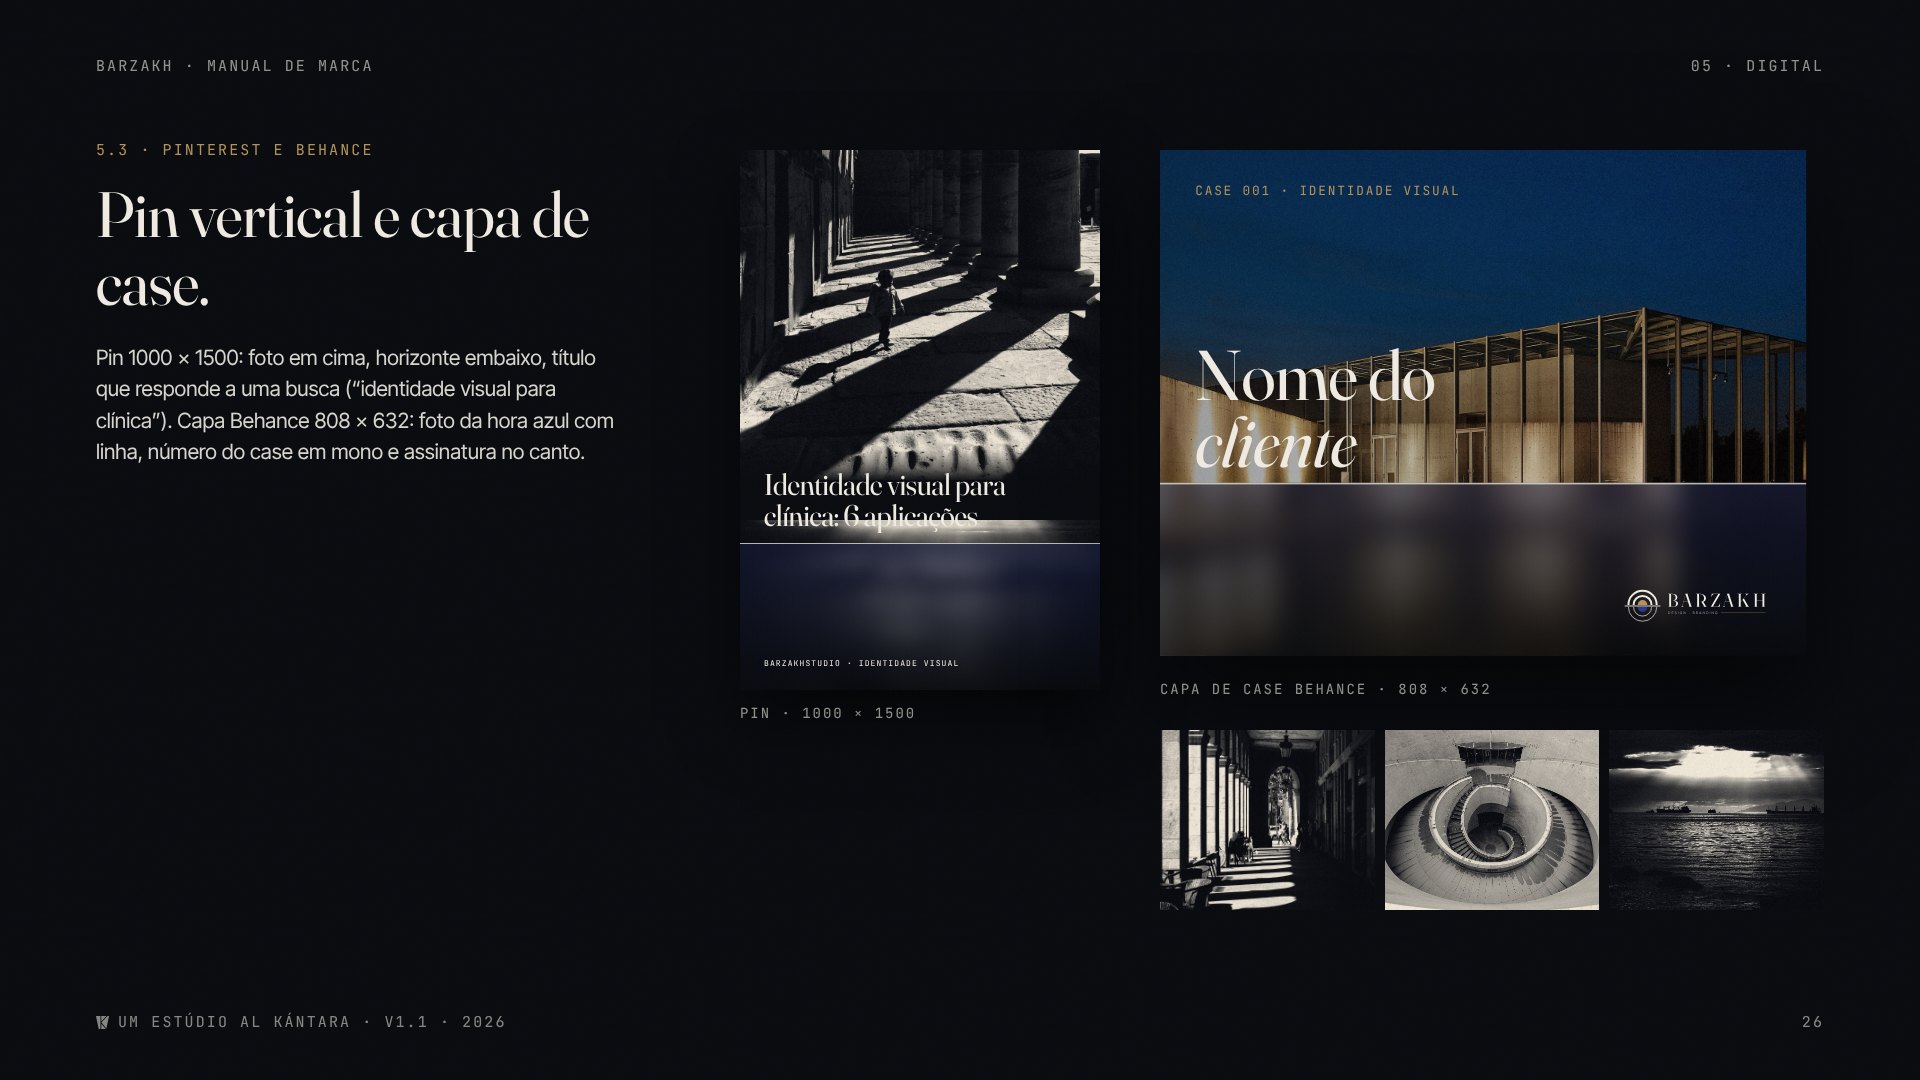 BARZAKH · MANUAL DE MARCA
05 · DIGITAL
5.3 · PINTEREST E BEHANCE
Pin vertical e capa de
case.
Pin 1000 × 1500: foto em cima, horizonte embaixo, título
que responde a uma busca (“identidade visual para
clínica”). Capa Behance 808 × 632: foto da hora azul com
linha, número do case em mono e assinatura no canto.
Identidade visual para
clínica: 6 aplicações
BARZAKHSTUDIO · IDENTIDADE VISUAL
PIN · 1000 × 1500
CASE 001 · IDENTIDADE VISUAL
Nome do
cliente
BARZAKH
DESIGN · BRANDING
CAPA DE CASE BEHANCE · 808 × 632
UM ESTÚDIO AL KÁNTARA · V1.1 · 2026
26